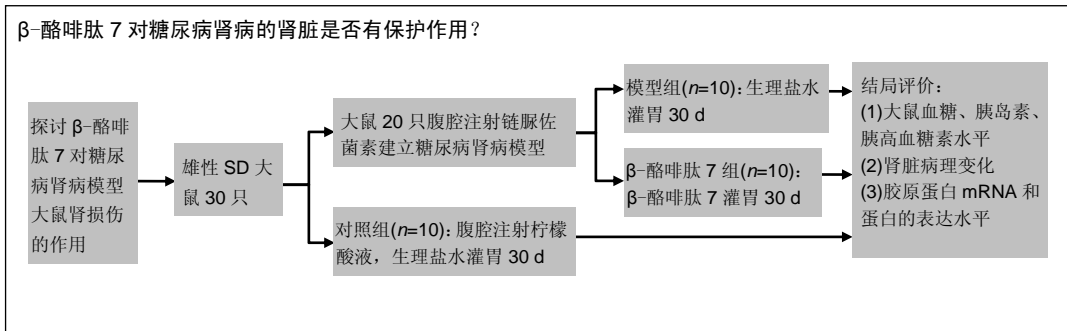 β-酪啡肽 7 对糖尿病肾病的肾脏是否有保护作用？
探讨 β-酪啡
肽 7 对糖尿
病肾病模型
大鼠肾损伤
的作用
雄性 SD 大
鼠 30 只
大鼠 20 只腹腔注射链脲佐
菌素建立糖尿病肾病模型
对照组(n=10)：腹腔注射柠檬
酸液，生理盐水灌胃 30 d
模型组(n=10)：生理盐水
灌胃 30 d
β-酪啡肽 7 组(n=10)：
β-酪啡肽 7 灌胃 30 d
结局评价：
(1)大鼠血糖、胰岛素、
胰高血糖素水平
(2)肾脏病理变化
(3)胶原蛋白 mRNA 和
蛋白的表达水平